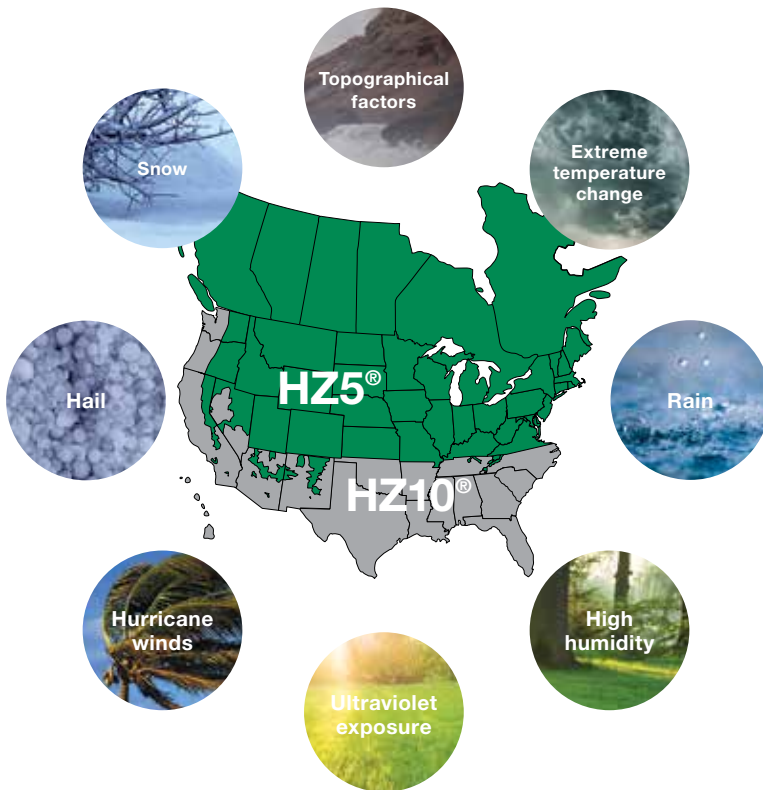 Topographical
factors
Snow
Extreme
temperature
change
HZ5®
Hail
Rain
HZ10®
Hurricane
winds
High
humidity
Ultraviolet
exposure